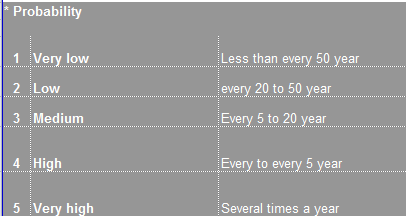 * Probability
1 Very low Less than every 50 year
2 Low every 20 to 50 year
3 Medium Every 5 to 20 year
4 High Every to every 5 year
5 Very high Several times a year